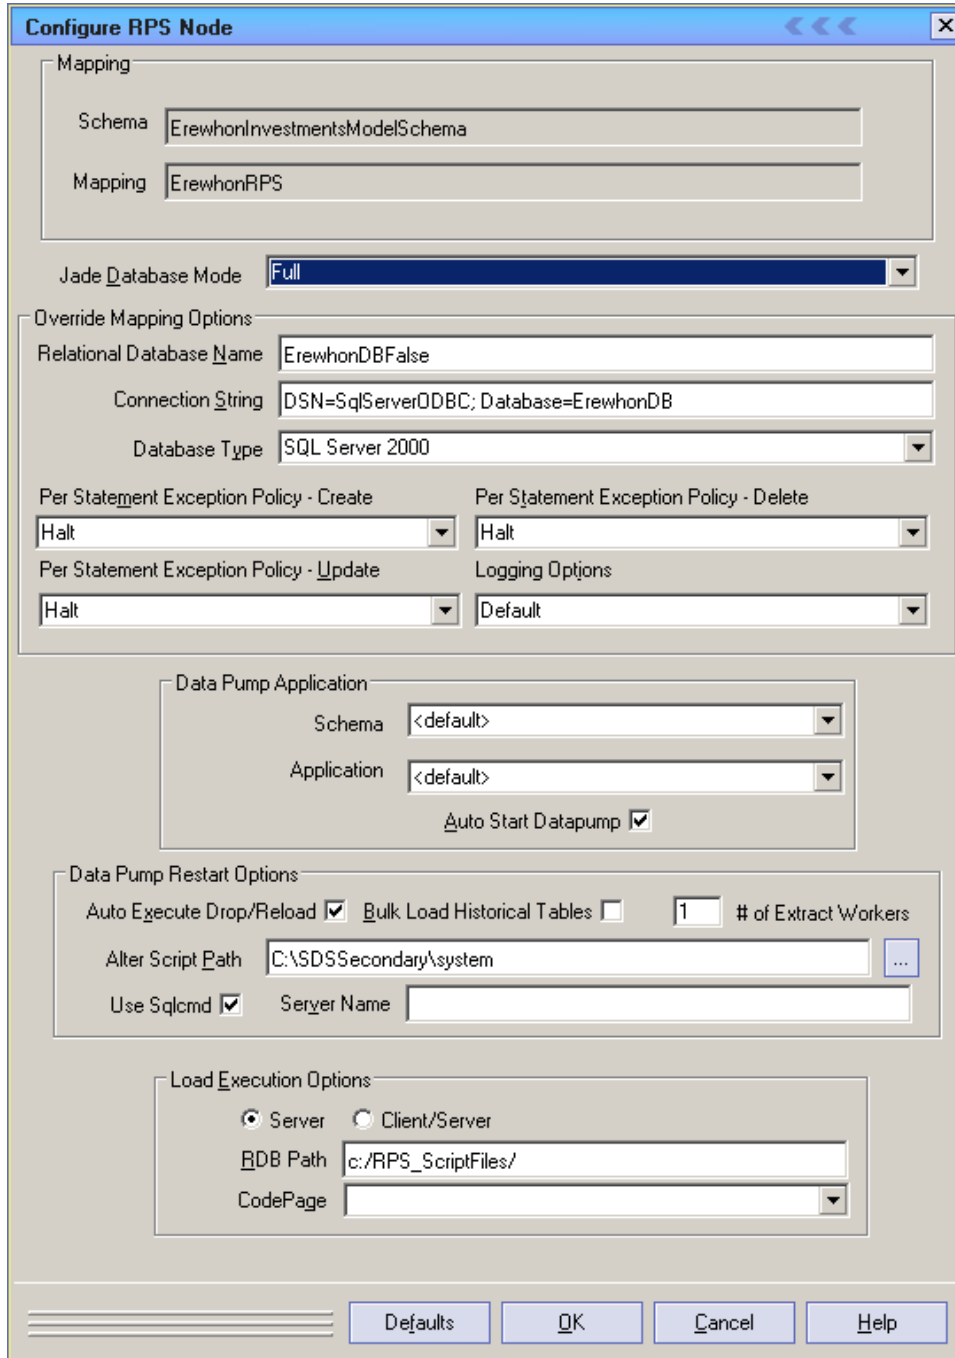 Configure RPS Node
Mapping
Schema ErewhonInvestmentsModelSchema
Mapping ErewhonRPS
Jade Database Mode Full
Override Mapping Options
Relational Database Name ErewhonDBFalse
Connection String DSN=SqlServerODBC; Database=ErewhonDB
Database Type SQL Server 2000
Per Statement Exception Policy - Create Per Statement Exception Policy - Delete
Halt Halt
Per Statement Exception Policy - Update Logging Options
Halt Default
Data Pump Application
Schema <default>
Application <default>
Auto Start Datapump
Data Pump Restart Options
Auto Execute Drop/Reload Bulk Load Historical Tables 1 # of Extract Workers
Alter Script Path C:\SDSSecondary\system ...
Use Sqlcmd Server Name
Load Execution Options
Server Client/Server
RDB Path c:/RPS_ScriptFiles/
CodePage
Defaults OK Cancel Help